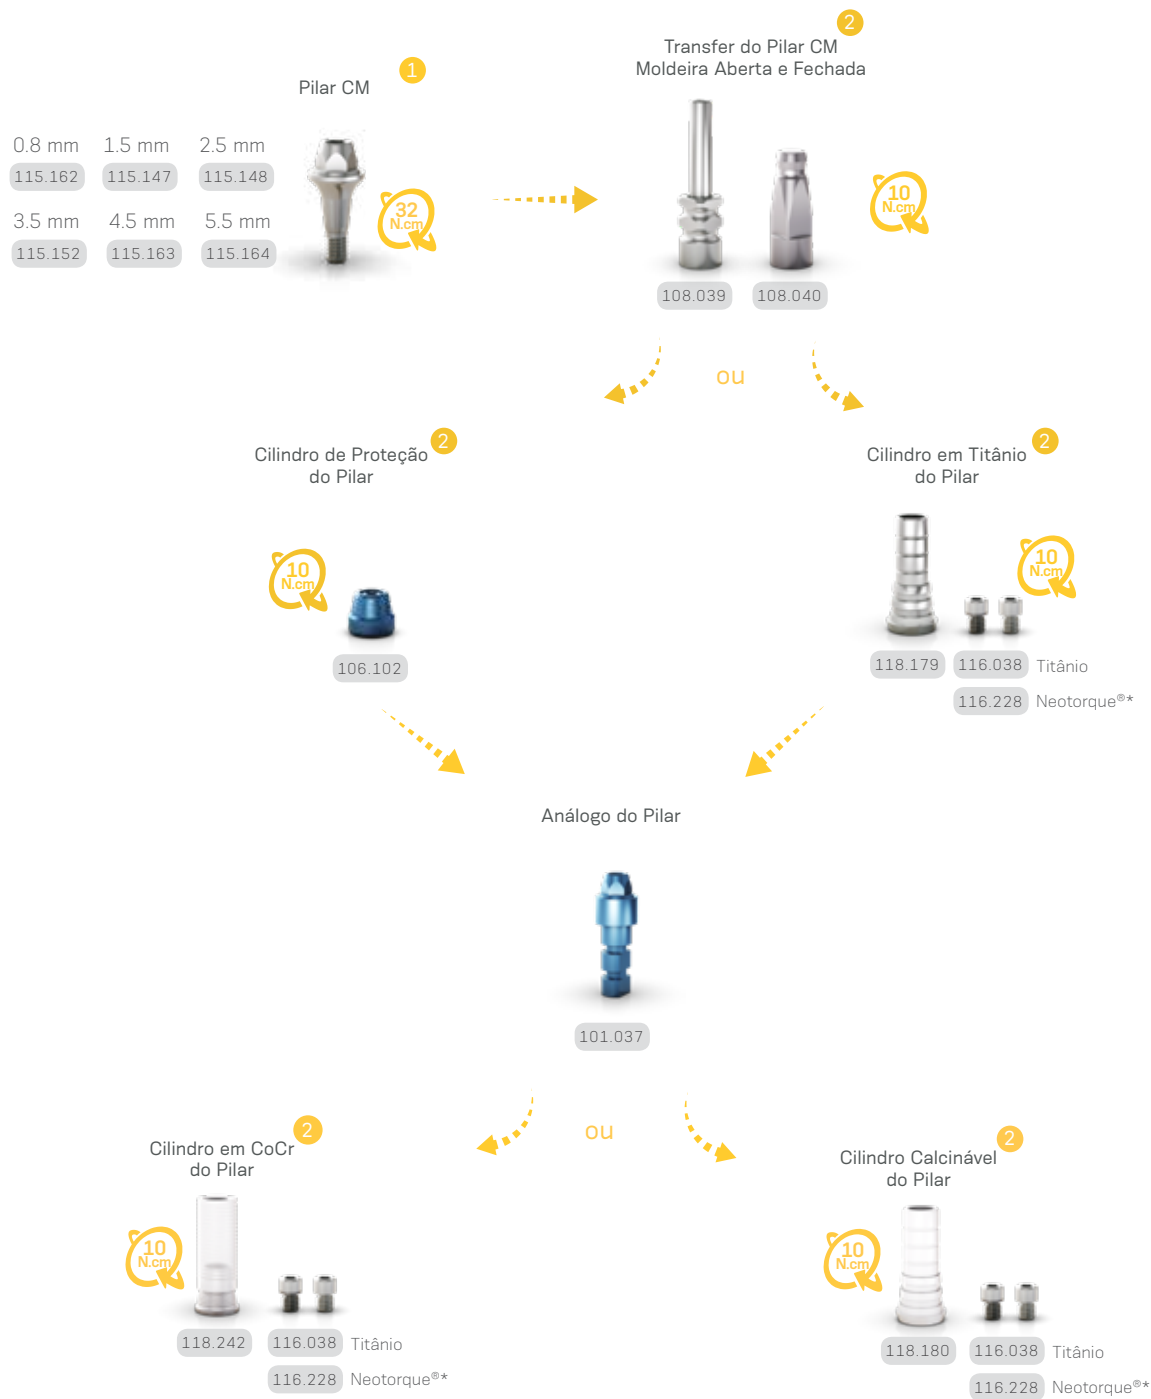 2
Transfer do Pilar CM
Moldeira Aberta e Fechada
1
Pilar CM
0.8 mm 1.5 mm 2.5 mm
115.162 115.147 115.148
3.5 mm 4.5 mm 5.5 mm
115.152 115.163 115.164
32
N.cm
10
N.cm
108.039 108.040
ou
2
Cilindro de Proteção
do Pilar
10
N.cm
106.102
2
Cilindro em Titânio
do Pilar
10
N.cm
118.179 116.038 Titânio
116.228 Neotorque®*
Análogo do Pilar
101.037
ou
2
Cilindro em CoCr
do Pilar
10
N.cm
118.242 116.038 Titânio
116.228 Neotorque®*
2
Cilindro Calcinável
do Pilar
10
N.cm
118.180 116.038 Titânio
116.228 Neotorque®*